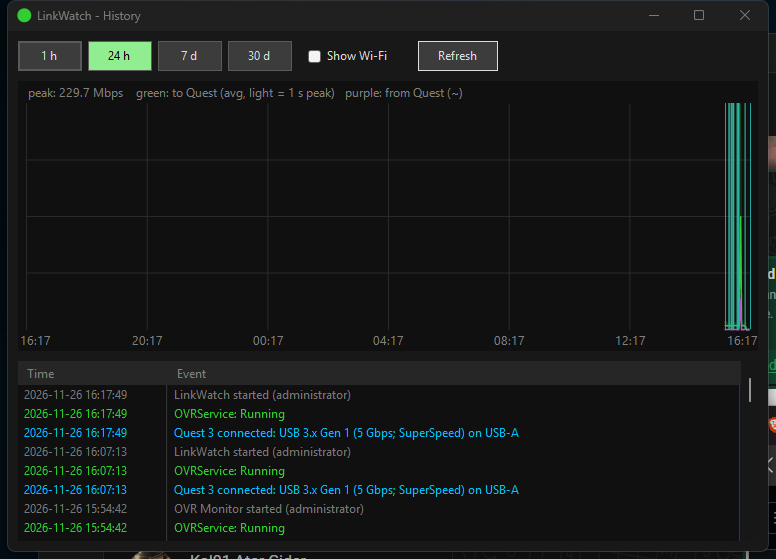 LinkWatch - History
1 h 24 h 7 d 30 d Show Wi-Fi Refresh
peak: 229.7 Mbps green: to Quest (avg, light = 1 s peak) purple: from Quest (~)
16:17 20:17 00:17 04:17 08:17 12:17 16:17
Time Event
2026-11-26 16:17:49 LinkWatch started (administrator)
2026-11-26 16:17:49 OVRService: Running
2026-11-26 16:17:49 Quest 3 connected: USB 3.x Gen 1 (5 Gbps; SuperSpeed) on USB-A
2026-11-26 16:07:13 LinkWatch started (administrator)
2026-11-26 16:07:13 OVRService: Running
2026-11-26 16:07:13 Quest 3 connected: USB 3.x Gen 1 (5 Gbps; SuperSpeed) on USB-A
2026-11-26 15:54:42 OVR Monitor started (administrator)
2026-11-26 15:54:42 OVRService: Running